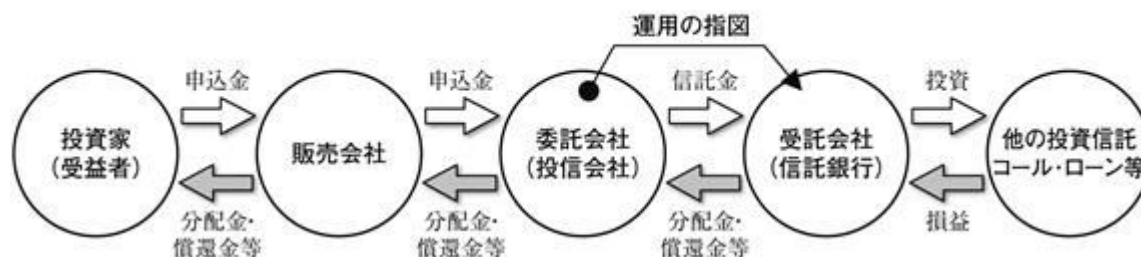 運用の指図
申込金
申込金
信託金
投資
投資家
(受益者)
販売会社
委託会社
(投信会社)
受託会社
(信託銀行)
他の投資信託
コール・ローン等
分配金・
償還金等
分配金・
償還金等
分配金・
償還金等
損益